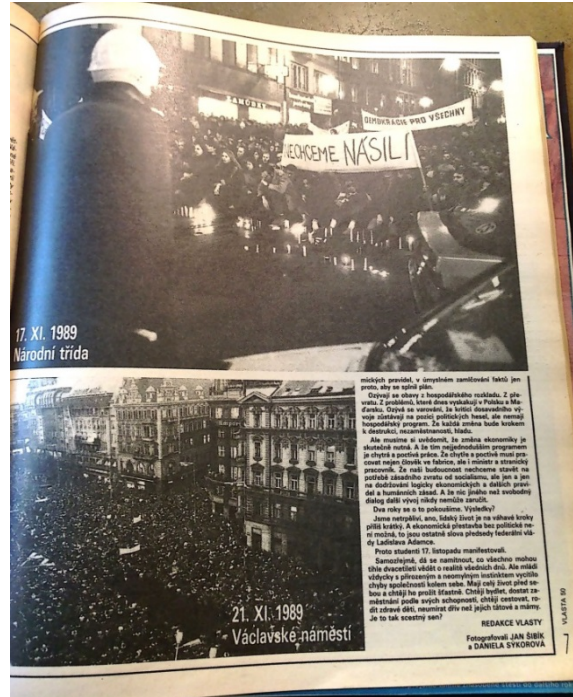 DEMOKRACIE PRO VŠECHNY
NECHCEME NÁSILÍ
17. XI. 1989
Národní třída
mických pravidel, v úmyslném zamlčování faktů jen
proto, aby se splnil plán.
Ozývají se obavy z hospodářského rozkladu. Z pře-
vratu. Z problémů, které dnes vyskakují v Polsku a Ma-
ďarsku. Ozývá se varování, že kritici dosavadního vý-
voje zůstávají na pozici politických hesel, ale nemají
hospodářský program. Že každá změna bude krokem
k destrukci, nezaměstnanosti, hladu.
Ale musíme si uvědomit, že změna ekonomiky je
skutečně nutná. A že tím nejjednodušším programem
je chytrá a poctivá práce. Že chytře a poctivě musí pra-
covat nejen člověk ve fabrice, ale i ministr a stranický
pracovník. Že naši budoucnost nechceme stavět na
potřebě zásadního zvratu od socialismu, ale jen a jen
na dodržování logicky ekonomických a dalších pravi-
del a humánních zásad. A že nic jiného než svobodný
dialog další vývoj nikdy nemůže zaručit.
Dva roky se o to pokoušíme. Výsledky?
Jsme netrpěliví, ano, lidský život je na váhavé kroky
příliš krátký. A ekonomická přestavba bez politické ne-
ní možná, to jsou ostatně slova předsedy federální vlá-
dy Ladislava Adamce.
Proto studenti 17. listopadu manifestovali.
Samozřejmě, dá se namítnout, co všechno mohou
tihle dvacetiletí vědět o realitě všedních dnů. Ale mladí
vždycky s přirozeným a neomylným instinktem vycítilo
chyby společnosti kolem sebe. Mají celý život před se-
bou a chtějí ho prožít šťastně. Chtějí bydlet, dostat za-
městnání podle svých schopností, chtějí cestovat, ro-
dit zdravé děti, neumírat dřív než jejich tátové a mámy.
Je to tak scestný sen?
REDAKCE VLASTY
Fotografovali JAN ŠIBÍK
a DANIELA SÝKOROVÁ
21. XI. 1989
Václavské náměstí
VLASTA 50
7